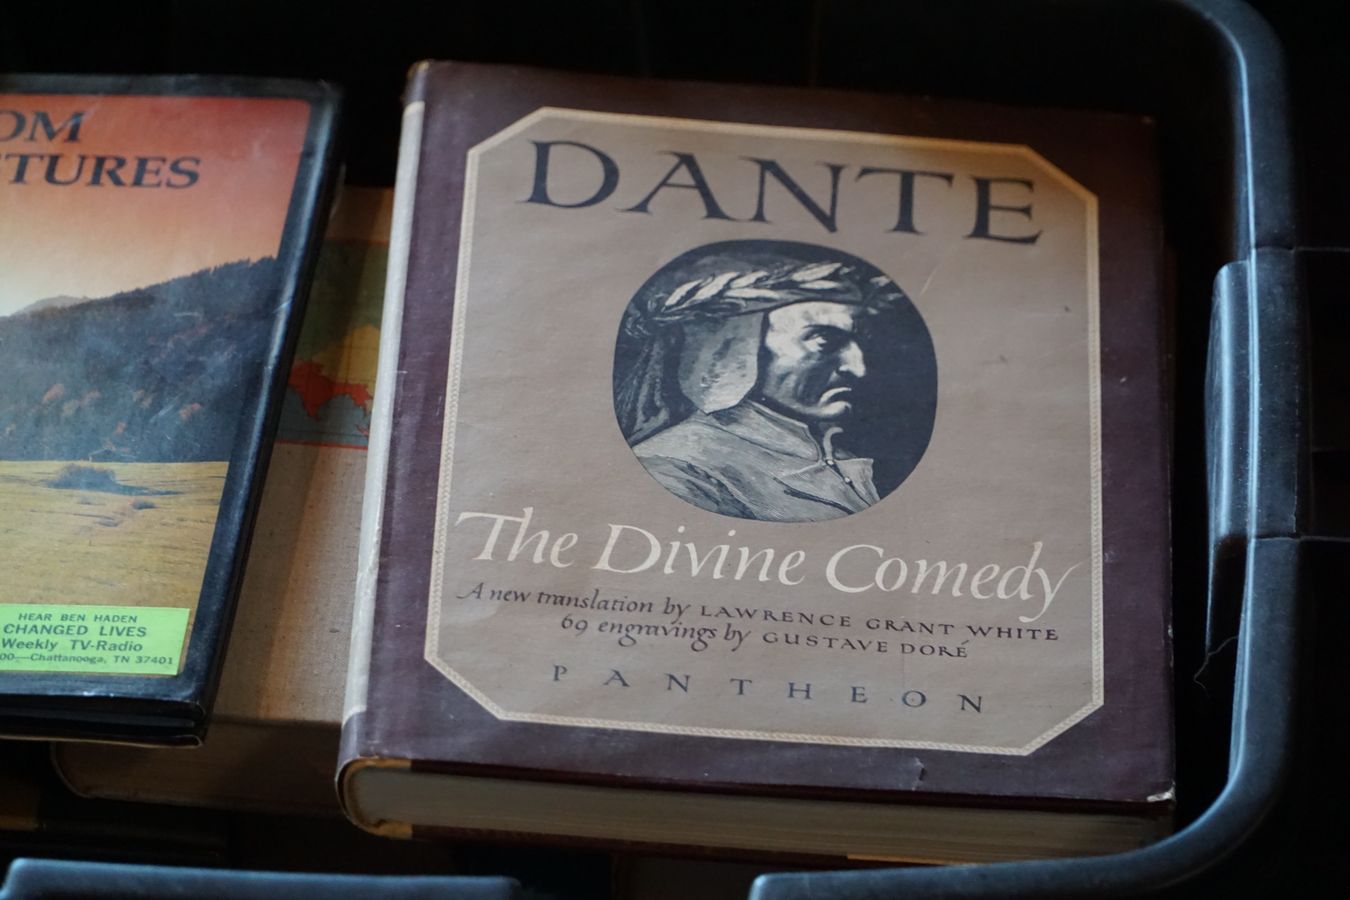 OM
TURES
HEAR BEN HADEN
CHANGED LIVES
Weekly TV-Radio
00—Chattanooga, TN 37401
DANTE
The Divine Comedy
A new translation by LAWRENCE GRANT WHITE
69 engravings by GUSTAVE DORÉ
PANTHEON